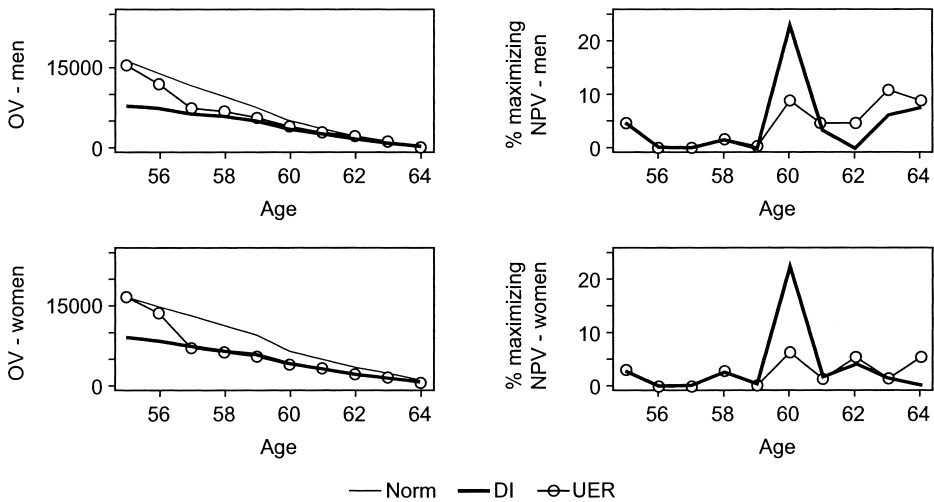 OV - men
15000
0
56 58 60 62 64
Age
% maximizing
NPV - men
20
10
0
56 58 60 62 64
Age
OV - women
15000
0
56 58 60 62 64
Age
% maximizing
NPV - women
20
10
0
56 58 60 62 64
Age
Norm DI UER